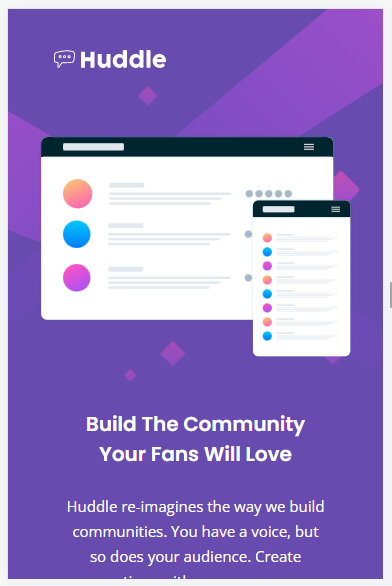 Huddle
Build The Community
Your Fans Will Love
Huddle re-imagines the way we build
communities. You have a voice, but
so does your audience. Create